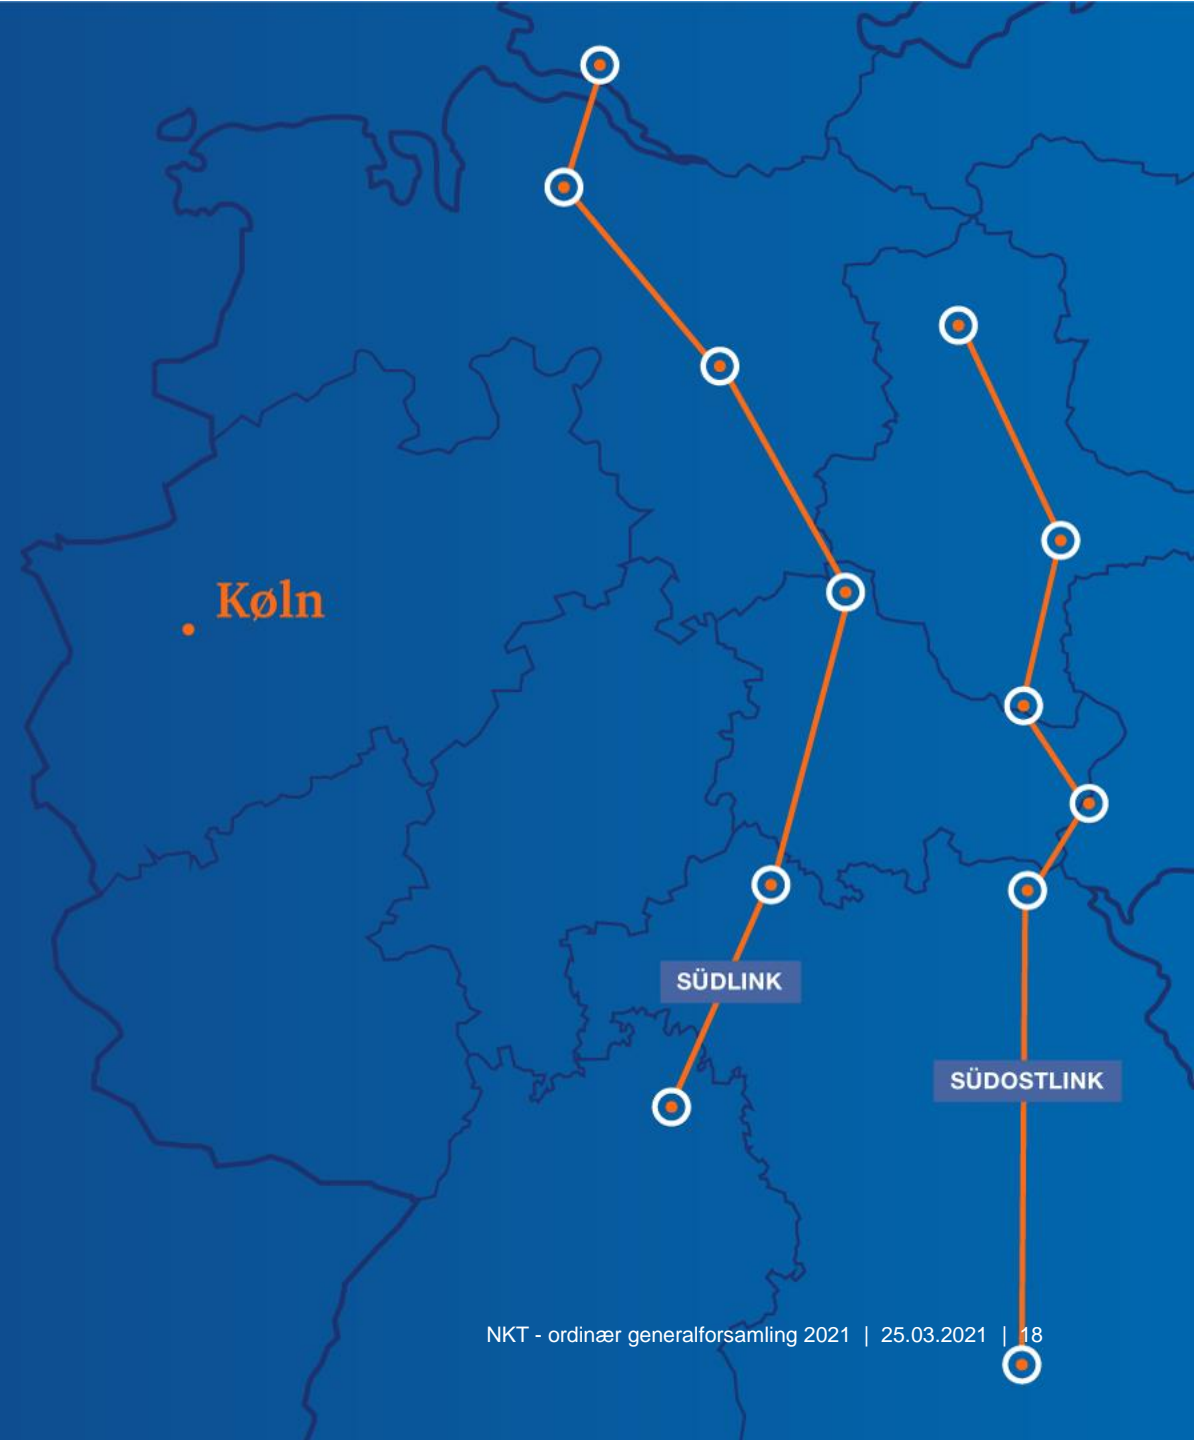 Køln
SÜDLINK
SÜDOSTLINK
NKT - ordinær generalforsamling 2021 | 25.03.2021 | 18